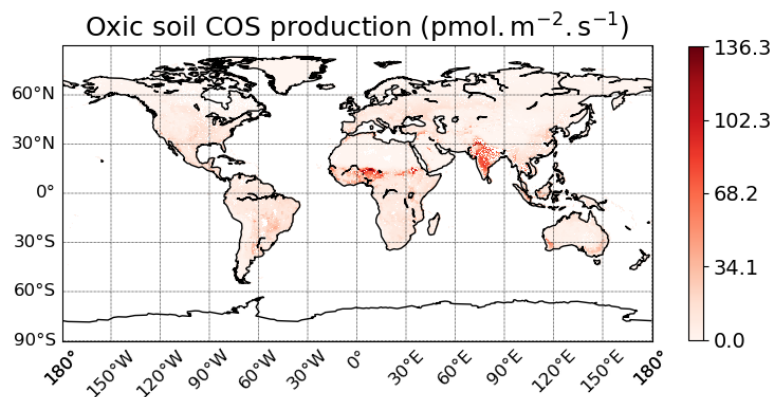 Oxic soil COS production (pmol. m⁻². s⁻¹)
136.3
102.3
68.2
34.1
0.0
60°N
30°N
0°
30°S
60°S
90°S
180° 150°W 120°W 90°W 60°W 30°W 0° 30°E 60°E 90°E 120°E 150°E 180°